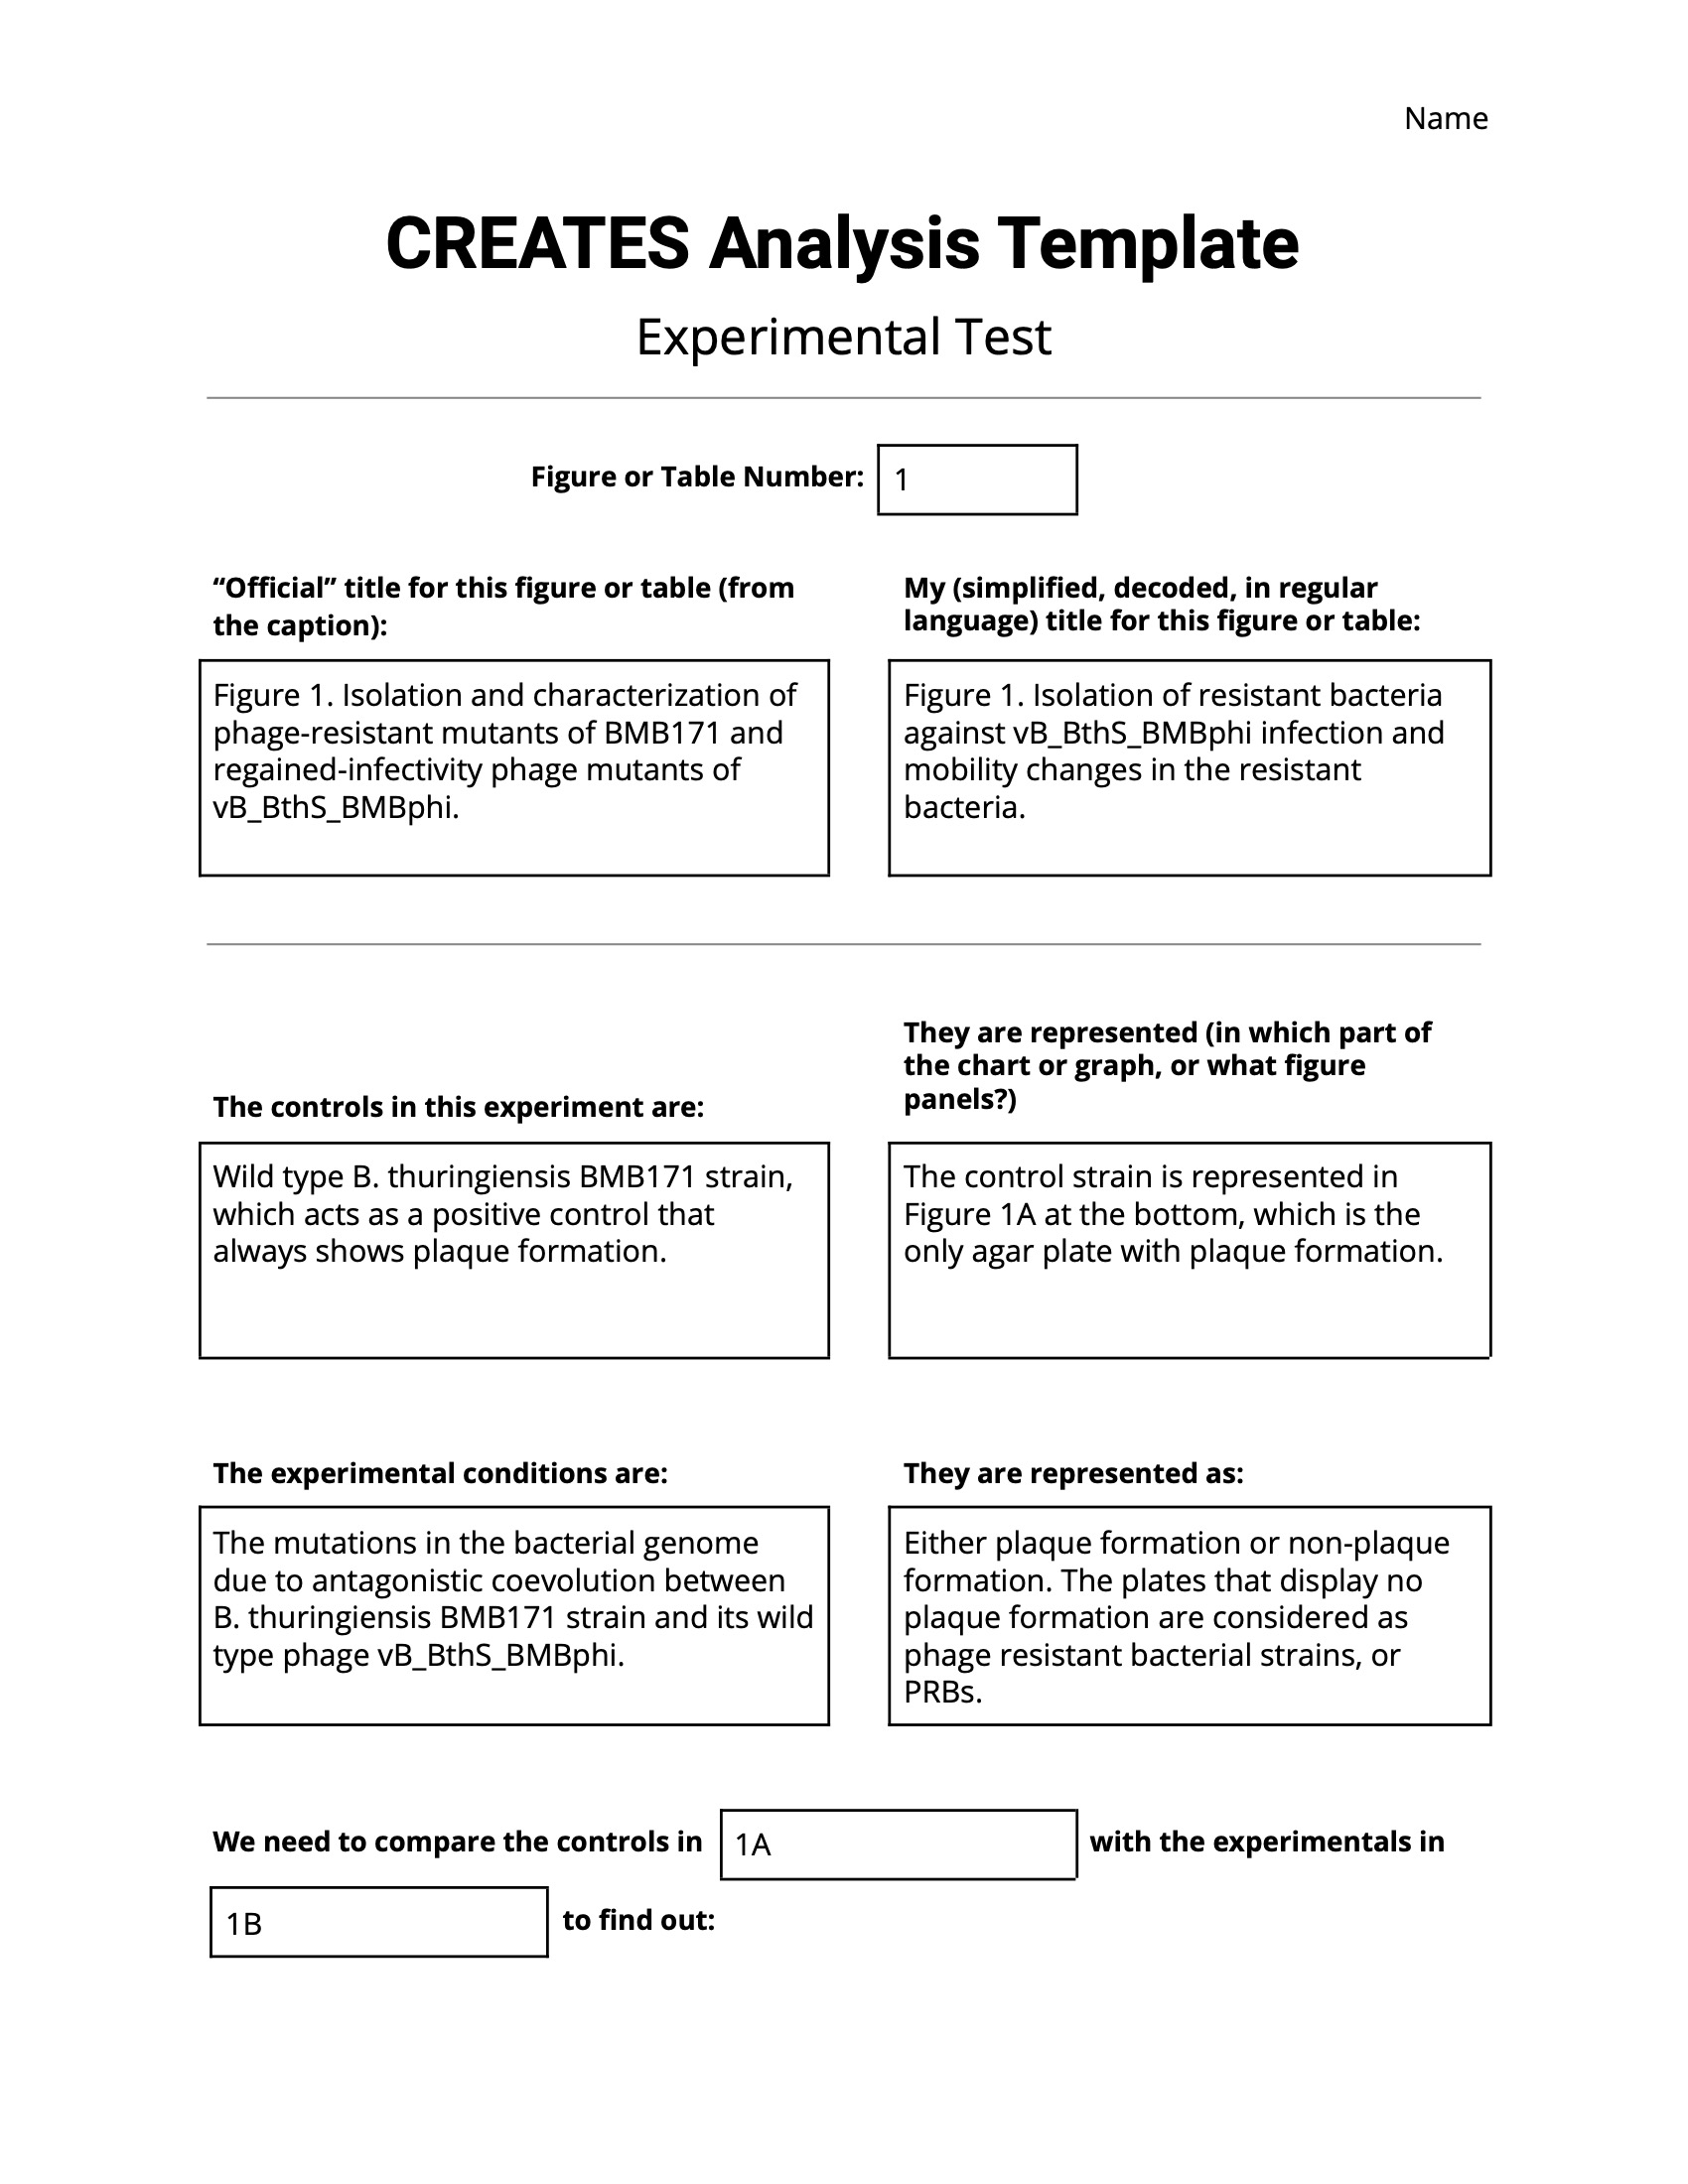 Name
CREATES Analysis Template
Experimental Test
Figure or Table Number:
1
“Official” title for this figure or table (from
the caption):
Figure 1. Isolation and characterization of
phage-resistant mutants of BMB171 and
regained-infectivity phage mutants of
vB_BthS_BMBphi.
My (simplified, decoded, in regular
language) title for this figure or table:
Figure 1. Isolation of resistant bacteria
against vB_BthS_BMBphi infection and
mobility changes in the resistant
bacteria.
The controls in this experiment are:
Wild type B. thuringiensis BMB171 strain,
which acts as a positive control that
always shows plaque formation.
They are represented (in which part of
the chart or graph, or what figure
panels?)
The control strain is represented in
Figure 1A at the bottom, which is the
only agar plate with plaque formation.
The experimental conditions are:
The mutations in the bacterial genome
due to antagonistic coevolution between
B. thuringiensis BMB171 strain and its wild
type phage vB_BthS_BMBphi.
They are represented as:
Either plaque formation or non-plaque
formation. The plates that display no
plaque formation are considered as
phage resistant bacterial strains, or
PRBs.
We need to compare the controls in
1A
with the experimentals in
1B
to find out: